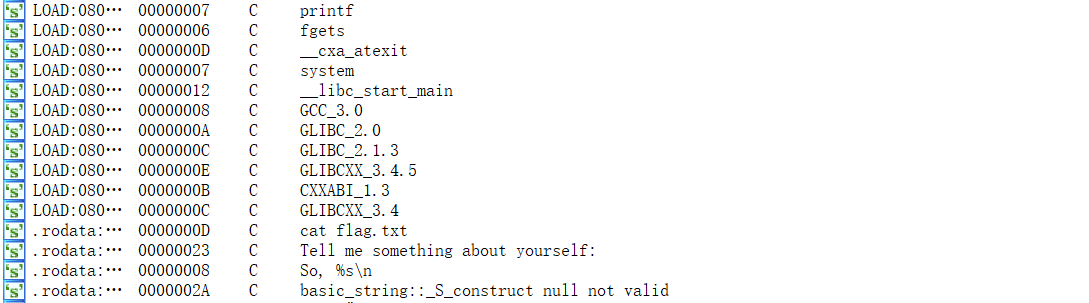 's' LOAD:080… 00000007 C printf
's' LOAD:080… 00000006 C fgets
's' LOAD:080… 0000000D C __cxa_atexit
's' LOAD:080… 00000007 C system
's' LOAD:080… 00000012 C __libc_start_main
's' LOAD:080… 00000008 C GCC_3.0
's' LOAD:080… 0000000A C GLIBC_2.0
's' LOAD:080… 0000000C C GLIBC_2.1.3
's' LOAD:080… 0000000E C GLIBCXX_3.4.5
's' LOAD:080… 0000000B C CXXABI_1.3
's' LOAD:080… 0000000C C GLIBCXX_3.4
's' .rodata:… 0000000D C cat flag.txt
's' .rodata:… 00000023 C Tell me something about yourself:
's' .rodata:… 00000008 C So, %s\n
's' .rodata:… 0000002A C basic_string::_S_construct null not valid